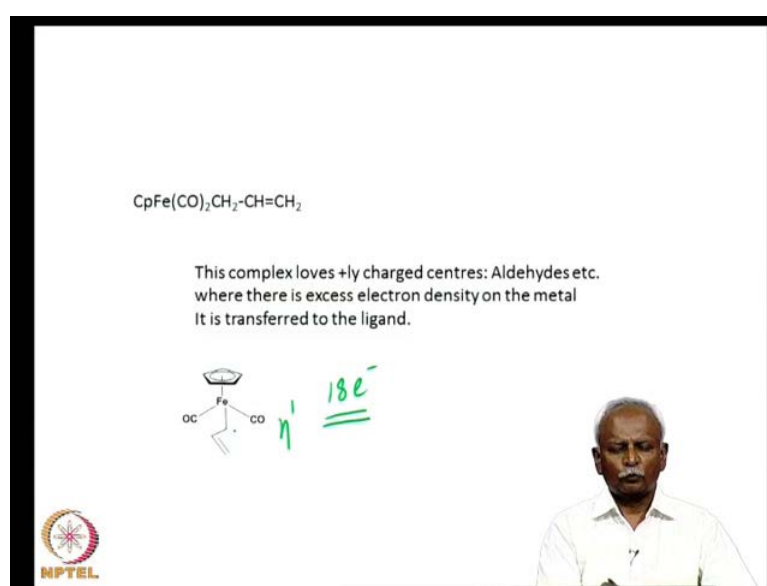 CpFe(CO)₂CH₂-CH=CH₂
This complex loves +ly charged centres: Aldehydes etc.
where there is excess electron density on the metal
It is transferred to the ligand.
Fe
OC
CO
η¹
18e⁻
NPTEL